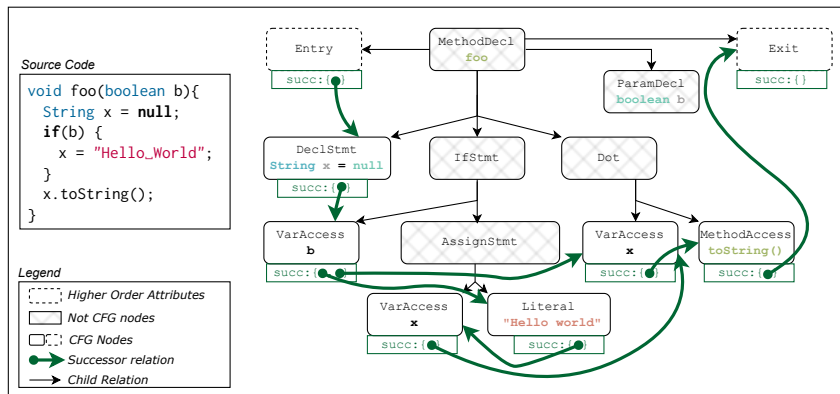 Source Code
void foo(boolean b){
String x = null;
if(b) {
x = "Hello␣World";
}
x.toString();
}
Legend
Higher Order Attributes
Not CFG nodes
CFG Nodes
Successor relation
Child Relation
Entry
succ:{ }
MethodDecl
foo
Exit
succ:{}
ParamDecl
boolean b
DeclStmt
String x = null
succ:{ }
IfStmt
Dot
VarAccess
b
succ:{ , }
AssignStmt
VarAccess
x
succ:{ }
MethodAccess
toString()
succ:{ }
VarAccess
x
succ:{ }
Literal
"Hello world"
succ:{ }